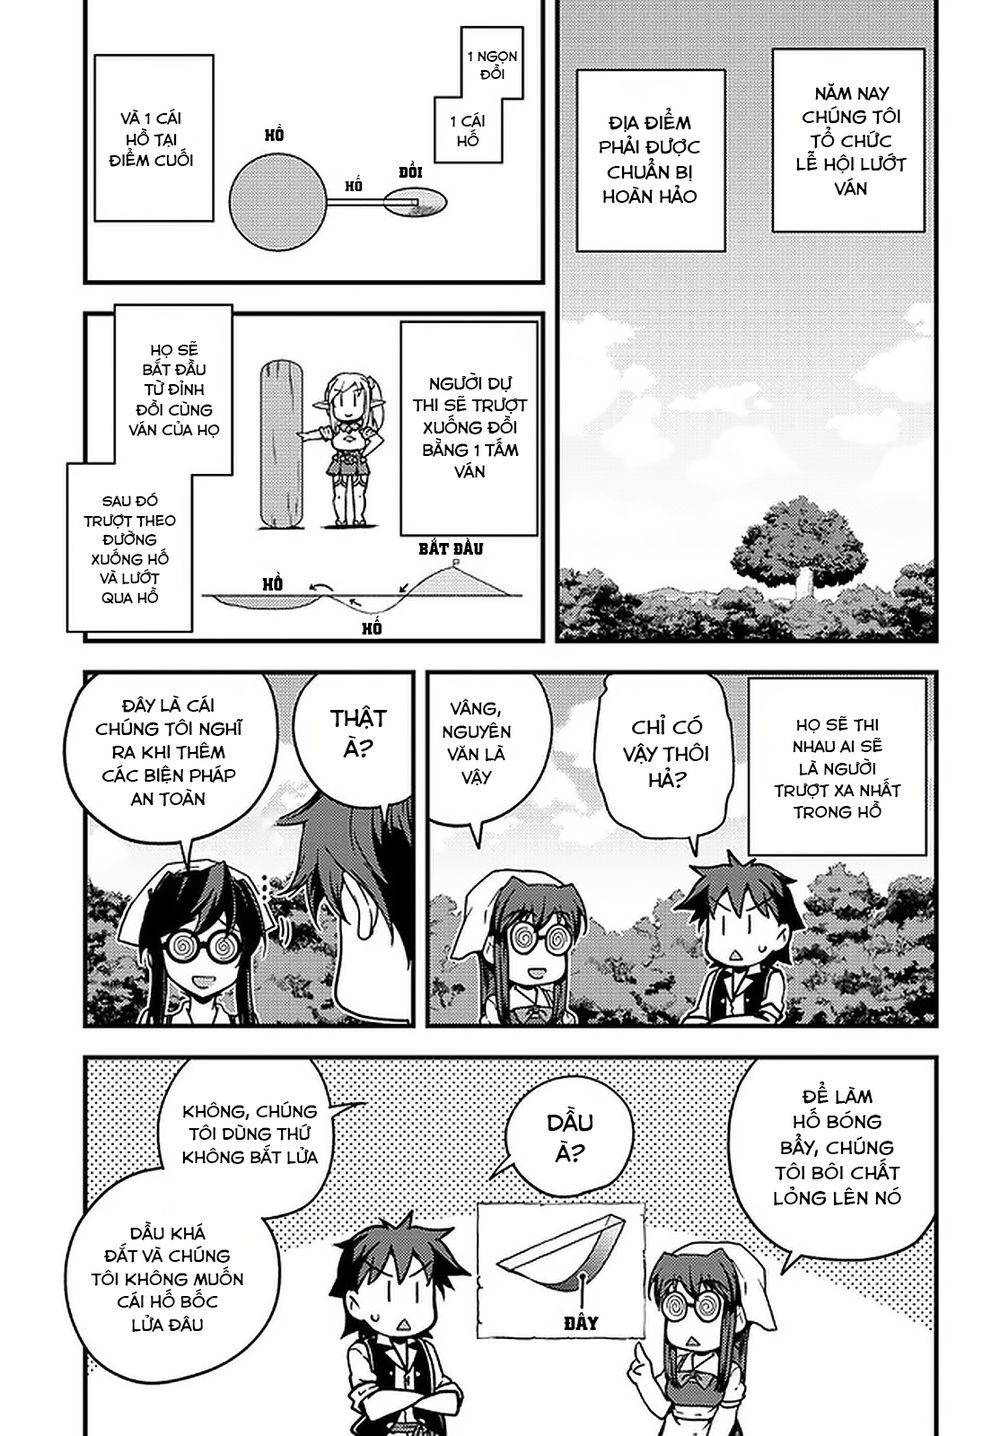 NĂM NAY
CHÚNG TÔI
TỔ CHỨC
LỄ HỘI LƯỚT
VÁN
ĐỊA ĐIỂM
PHẢI ĐƯỢC
CHUẨN BỊ
HOÀN HẢO
1 NGỌN
ĐỒI
1 CÁI
HỐ
VÀ 1 CÁI
HỒ TẠI
ĐIỂM CUỐI
HỒ
HỐ
ĐỒI
NGƯỜI DỰ
THI SẼ TRƯỢT
XUỐNG ĐỒI
BẰNG 1 TẤM
VÁN
HỌ SẼ
BẮT ĐẦU
TỪ ĐỈNH
ĐỒI CÙNG
VÁN CỦA HỌ
SAU ĐÓ
TRƯỢT THEO
ĐƯỜNG
XUỐNG HỐ
VÀ LƯỚT
QUA HỒ
BẮT ĐẦU
HỒ
HỐ
HỌ SẼ THI
NHAU AI SẼ
LÀ NGƯỜI
TRƯỢT XA NHẤT
TRONG HỒ
CHỈ CÓ
VẬY THÔI
HẢ?
VÂNG,
NGUYÊN
VĂN LÀ
VẬY
THẬT
À?
ĐÂY LÀ CÁI
CHÚNG TÔI NGHĨ
RA KHI THÊM
CÁC BIỆN PHÁP
AN TOÀN
ĐỂ LÀM
HỐ BÓNG
BẨY, CHÚNG
TÔI BÔI CHẤT
LỎNG LÊN NÓ
DẦU
À?
ĐÂY
KHÔNG, CHÚNG
TÔI DÙNG THỨ
KHÔNG BẮT LỬA
DẦU KHÁ
ĐẮT VÀ CHÚNG
TÔI KHÔNG MUỐN
CÁI HỐ BỐC
LỬA ĐÂU